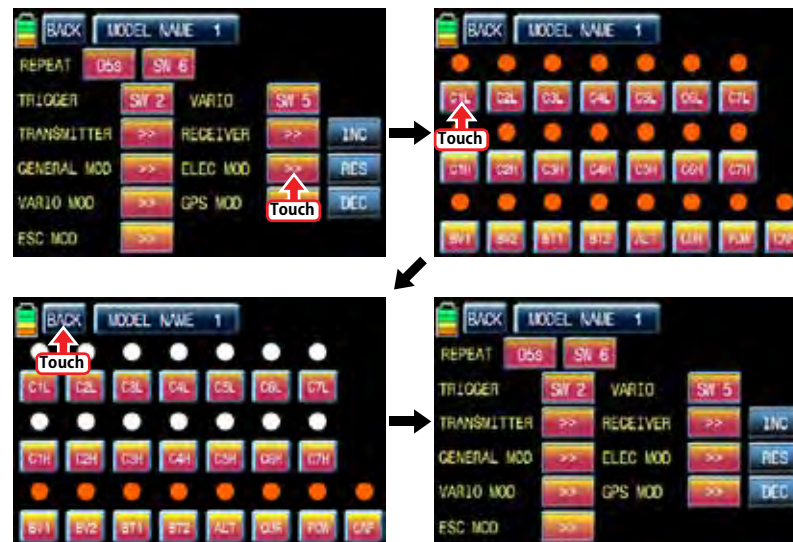 BACK MODEL NAME 1
REPEAT 05s SW 6
TRIGGER SW 2 VARIO SW 5
TRANSMITTER >> RECEIVER >> INC
GENERAL MOD >> ELEC MOD >> RES
VARIO MOD >> GPS MOD Touch DEC
ESC MOD >>
BACK MODEL NAME 1
C1L C2L C3L C4L C5L C6L C7L
Touch
C1H C2H C3H C4H C5H C6H C7H
BV1 BV2 BT1 BT2 ALT CUR POW CAP
BACK MODEL NAME 1
Touch
C1L C2L C3L C4L C5L C6L C7L
C1H C2H C3H C4H C5H C6H C7H
BV1 BV2 BT1 BT2 ALT CUR POW CAP
BACK MODEL NAME 1
REPEAT 05s SW 6
TRIGGER SW 2 VARIO SW 5
TRANSMITTER >> RECEIVER >> INC
GENERAL MOD >> ELEC MOD >> RES
VARIO MOD >> GPS MOD >> DEC
ESC MOD >>